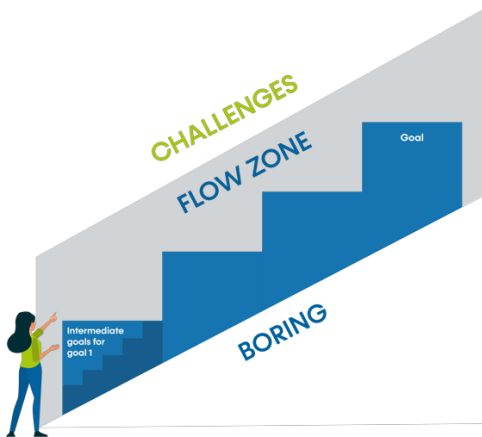 CHALLENGES
FLOW ZONE
Goal
Intermediate
goals for
goal 1
BORING